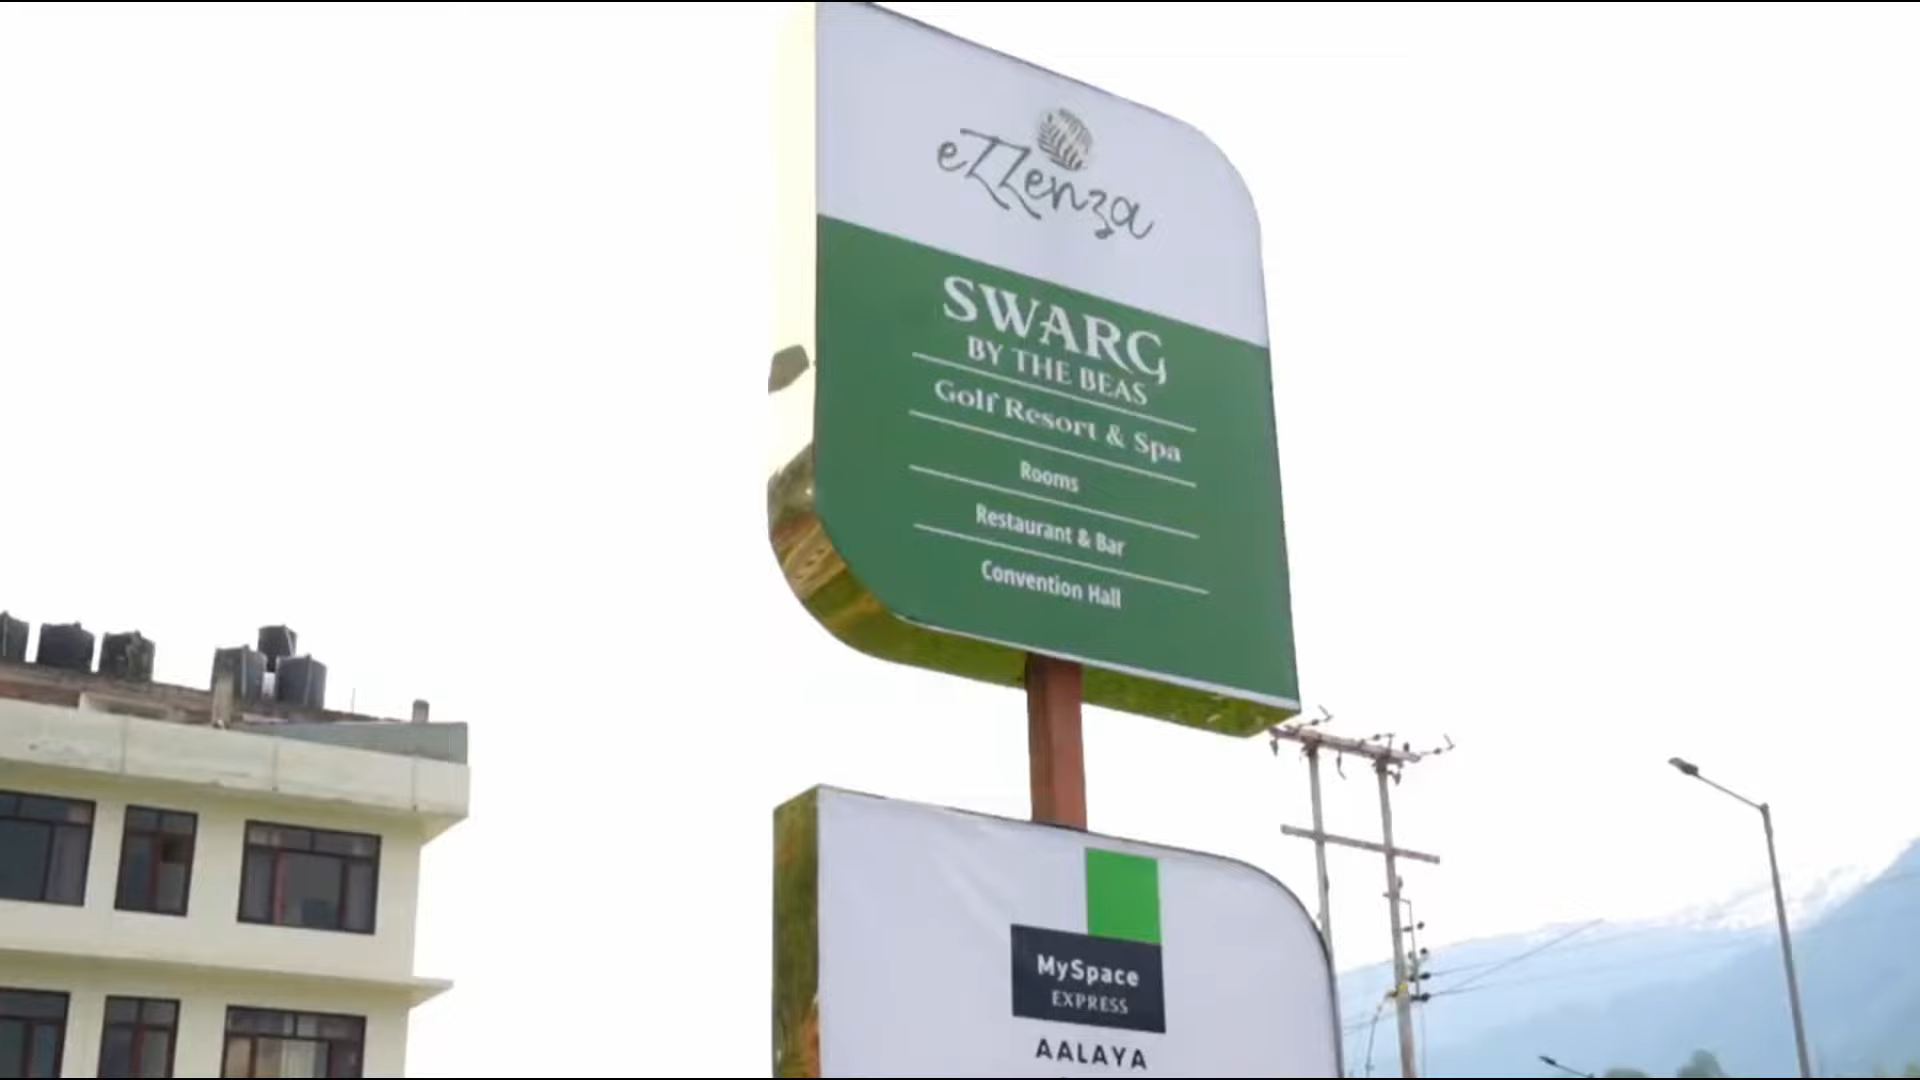 eZZenza
SWARG
BY THE BEAS
Golf Resort & Spa
Rooms
Restaurant & Bar
Convention Hall
MySpace
EXPRESS
AALAYA